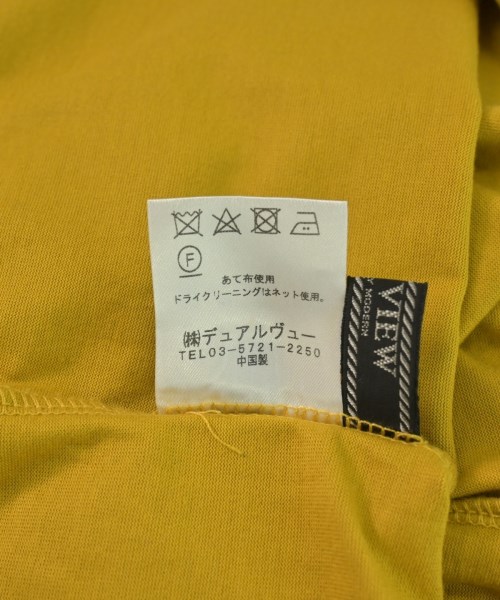 F
あて布使用
ドライクリーニングはネット使用。
㈱デュアルヴュー
TEL03-5721-2250
中国製
VIEW
MODERN